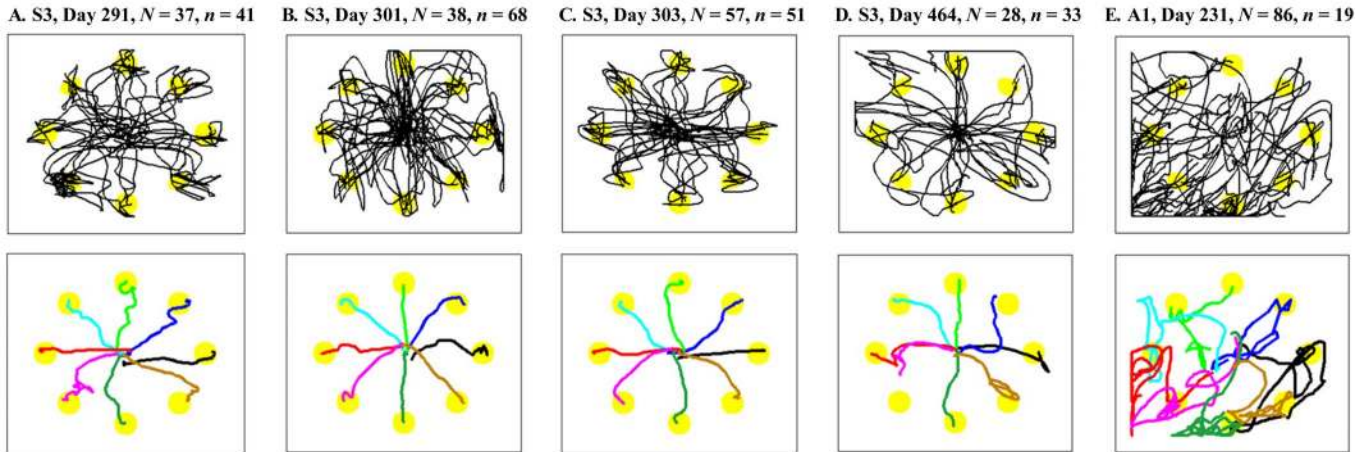 A. S3, Day 291, N = 37, n = 41
B. S3, Day 301, N = 38, n = 68
C. S3, Day 303, N = 57, n = 51
D. S3, Day 464, N = 28, n = 33
E. A1, Day 231, N = 86, n = 19